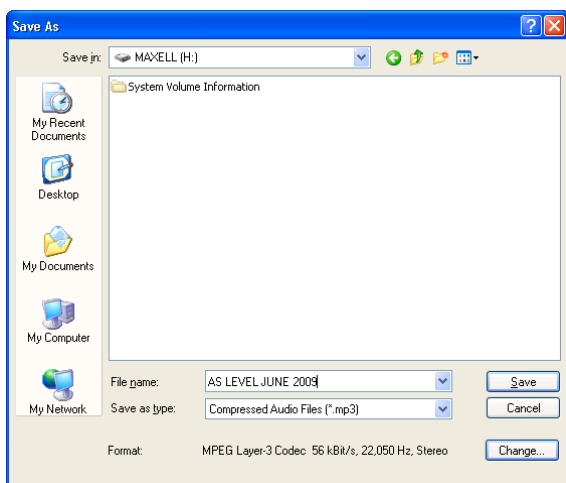 Save As
Save in: MAXELL (H:)
System Volume Information
My Recent
Documents
Desktop
My Documents
My Computer
My Network
File name: AS LEVEL JUNE 2009 Save
Save as type: Compressed Audio Files (*.mp3) Cancel
Format: MPEG Layer-3 Codec 56 kBit/s, 22,050 Hz, Stereo Change...